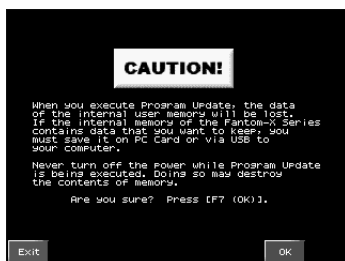 CAUTION!
When you execute Program Update, the data
of the internal user memory will be lost.
If the internal memory of the Fantom-X Series
contains data that you want to keep, you
must save it on PC Card or via USB to
your computer.
Never turn off the power while Program Update
is being executed. Doing so may destroy
the contents of memory.
Are you sure? Press [F7 (OK)].
Exit
OK